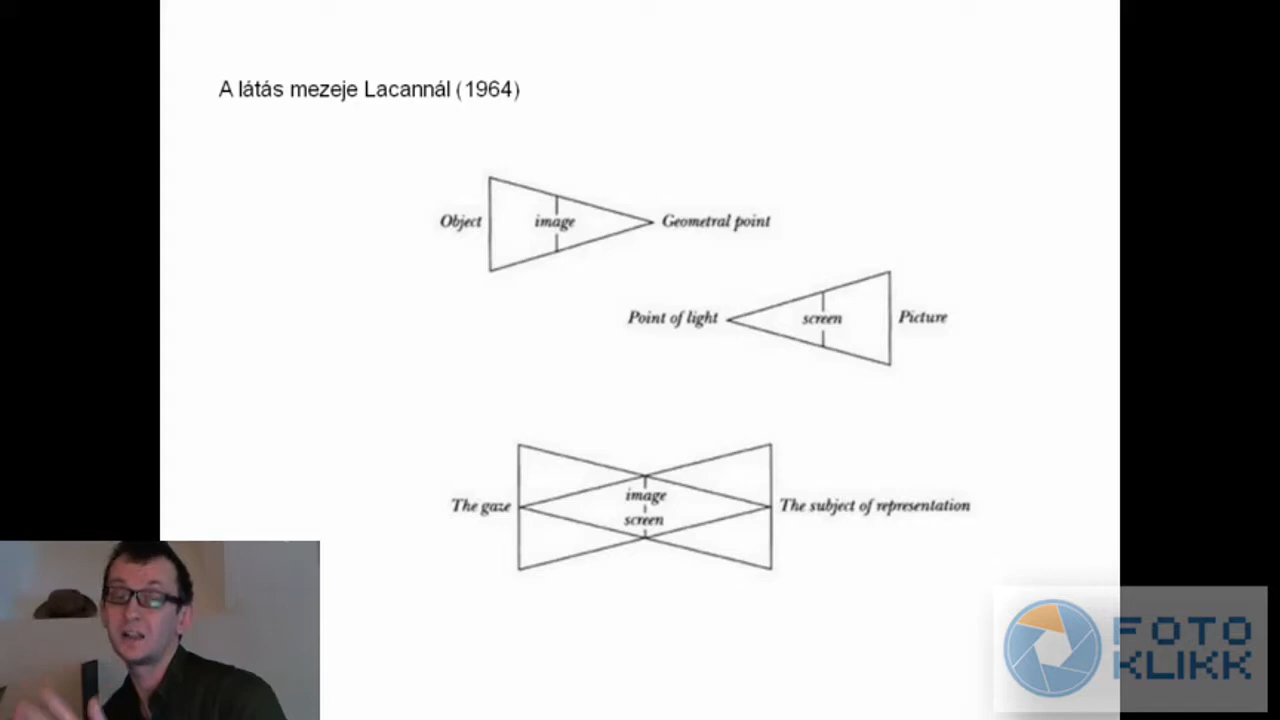 A látás mezeje Lacannál (1964)
Object
image
Geometral point
Point of light
screen
Picture
The gaze
image
screen
The subject of representation
FOTO
KLIKK